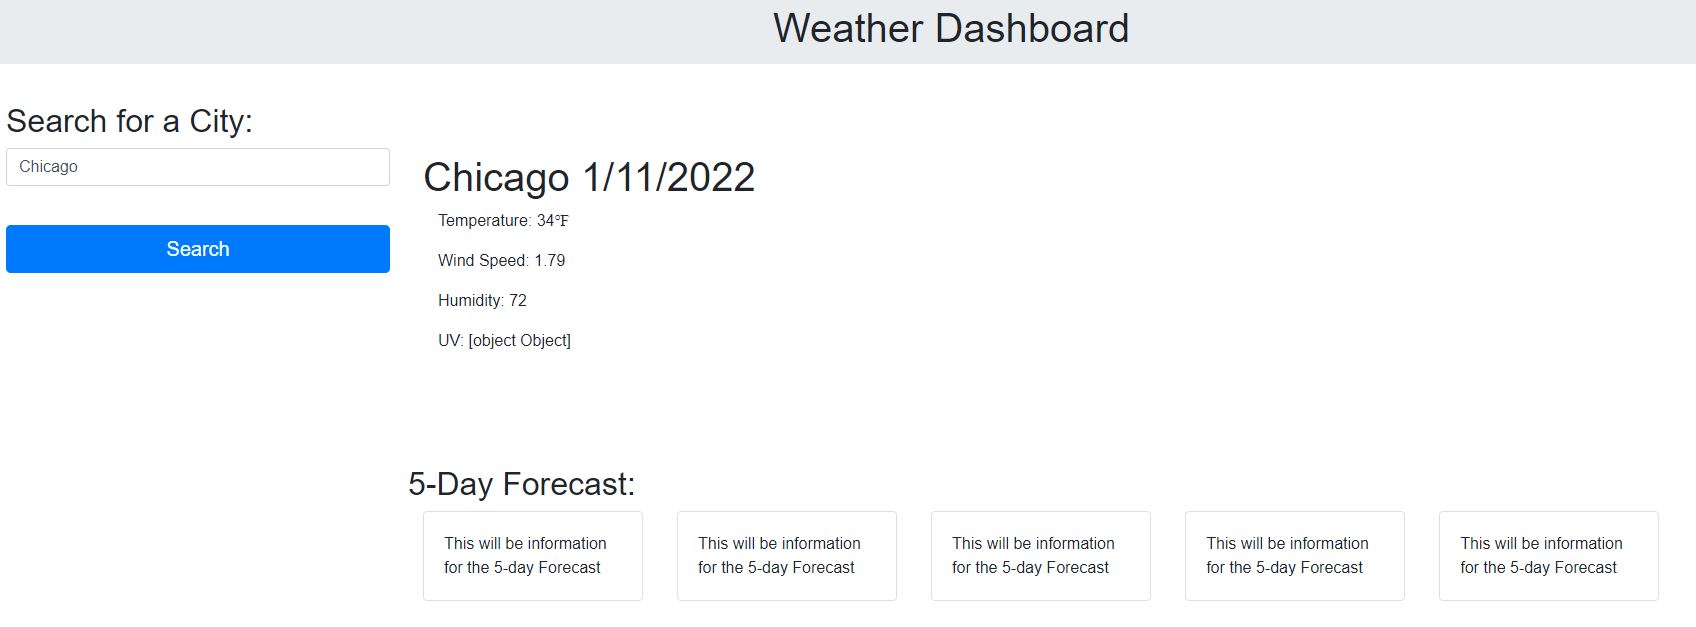 Weather Dashboard
Search for a City:
Chicago
Search
Chicago 1/11/2022
Temperature: 34℉
Wind Speed: 1.79
Humidity: 72
UV: [object Object]
5-Day Forecast:
This will be information
for the 5-day Forecast
This will be information
for the 5-day Forecast
This will be information
for the 5-day Forecast
This will be information
for the 5-day Forecast
This will be information
for the 5-day Forecast